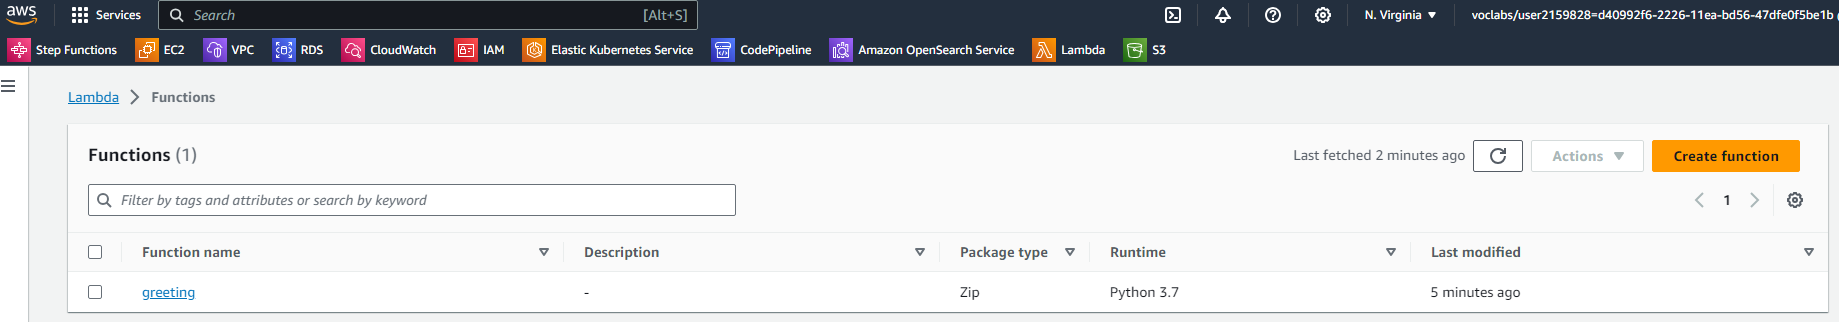 aws Services Search [Alt+S] N. Virginia voclabs/user2159828=d40992f6-2226-11ea-bd56-47dfe0f5be1b
Step Functions EC2 VPC RDS CloudWatch IAM Elastic Kubernetes Service CodePipeline Amazon OpenSearch Service Lambda S3
Lambda > Functions
Functions (1) Last fetched 2 minutes ago Actions Create function
Filter by tags and attributes or search by keyword 1
Function name Description Package type Runtime Last modified
greeting - Zip Python 3.7 5 minutes ago